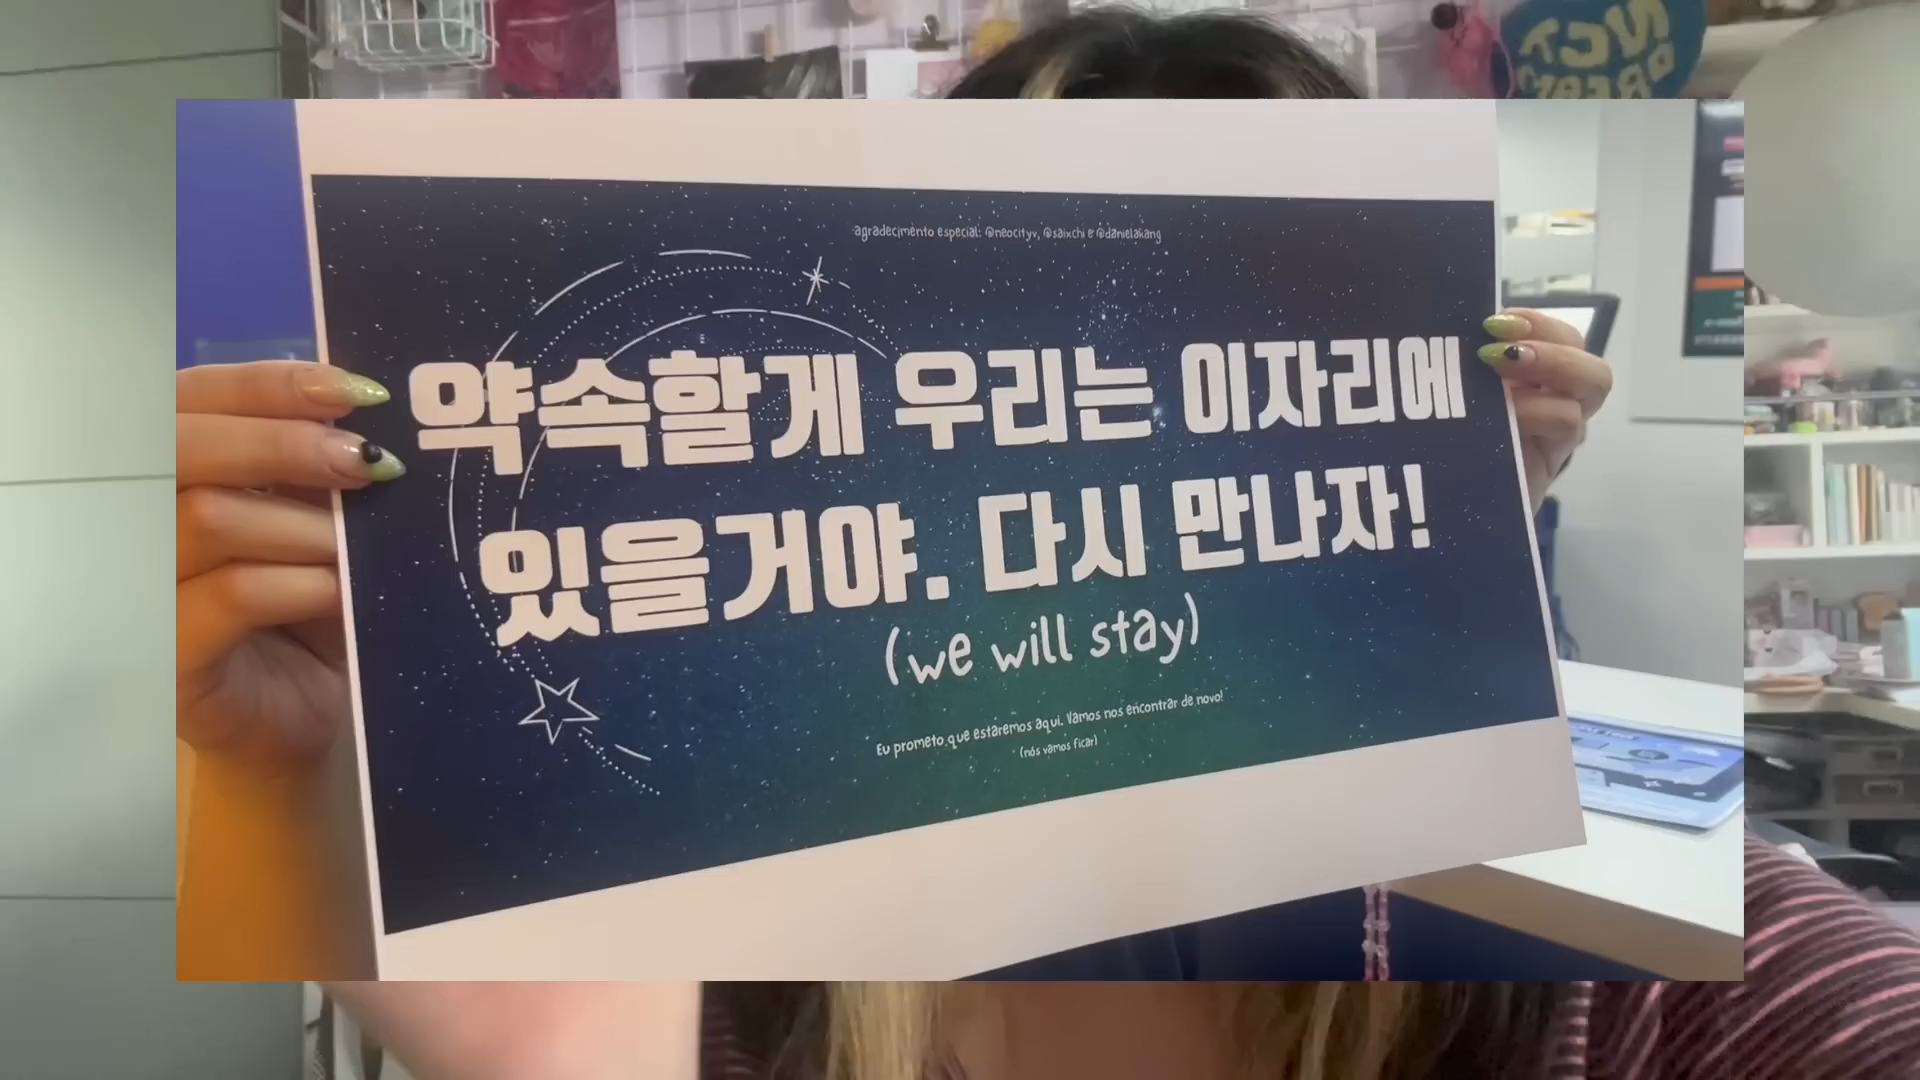 NCT
DREAM
agradecimento especial: @neocityv, @saixchi e @danielakang
약속할게 우리는 이자리에
있을거야. 다시 만나자!
(we will stay)
Eu prometo que estaremos aqui. Vamos nos encontrar de novo!
(nós vamos ficar)